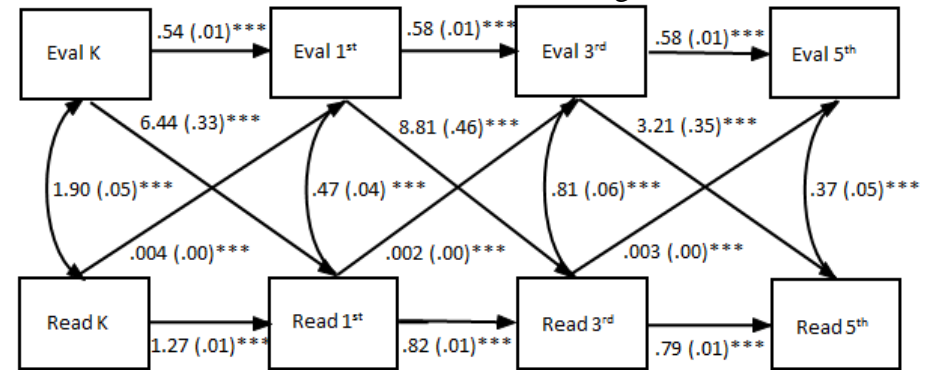 .54 (.01)***
.58 (.01)***
.58 (.01)***
Eval K
Eval 1st
Eval 3rd
Eval 5th
6.44 (.33)***
8.81 (.46)***
3.21 (.35)***
1.90 (.05)***
.47 (.04) ***
.81 (.06)***
.37 (.05)***
.004 (.00)***
.002 (.00)***
.003 (.00)***
Read K
Read 1st
Read 3rd
Read 5th
1.27 (.01)***
.82 (.01)***
.79 (.01)***